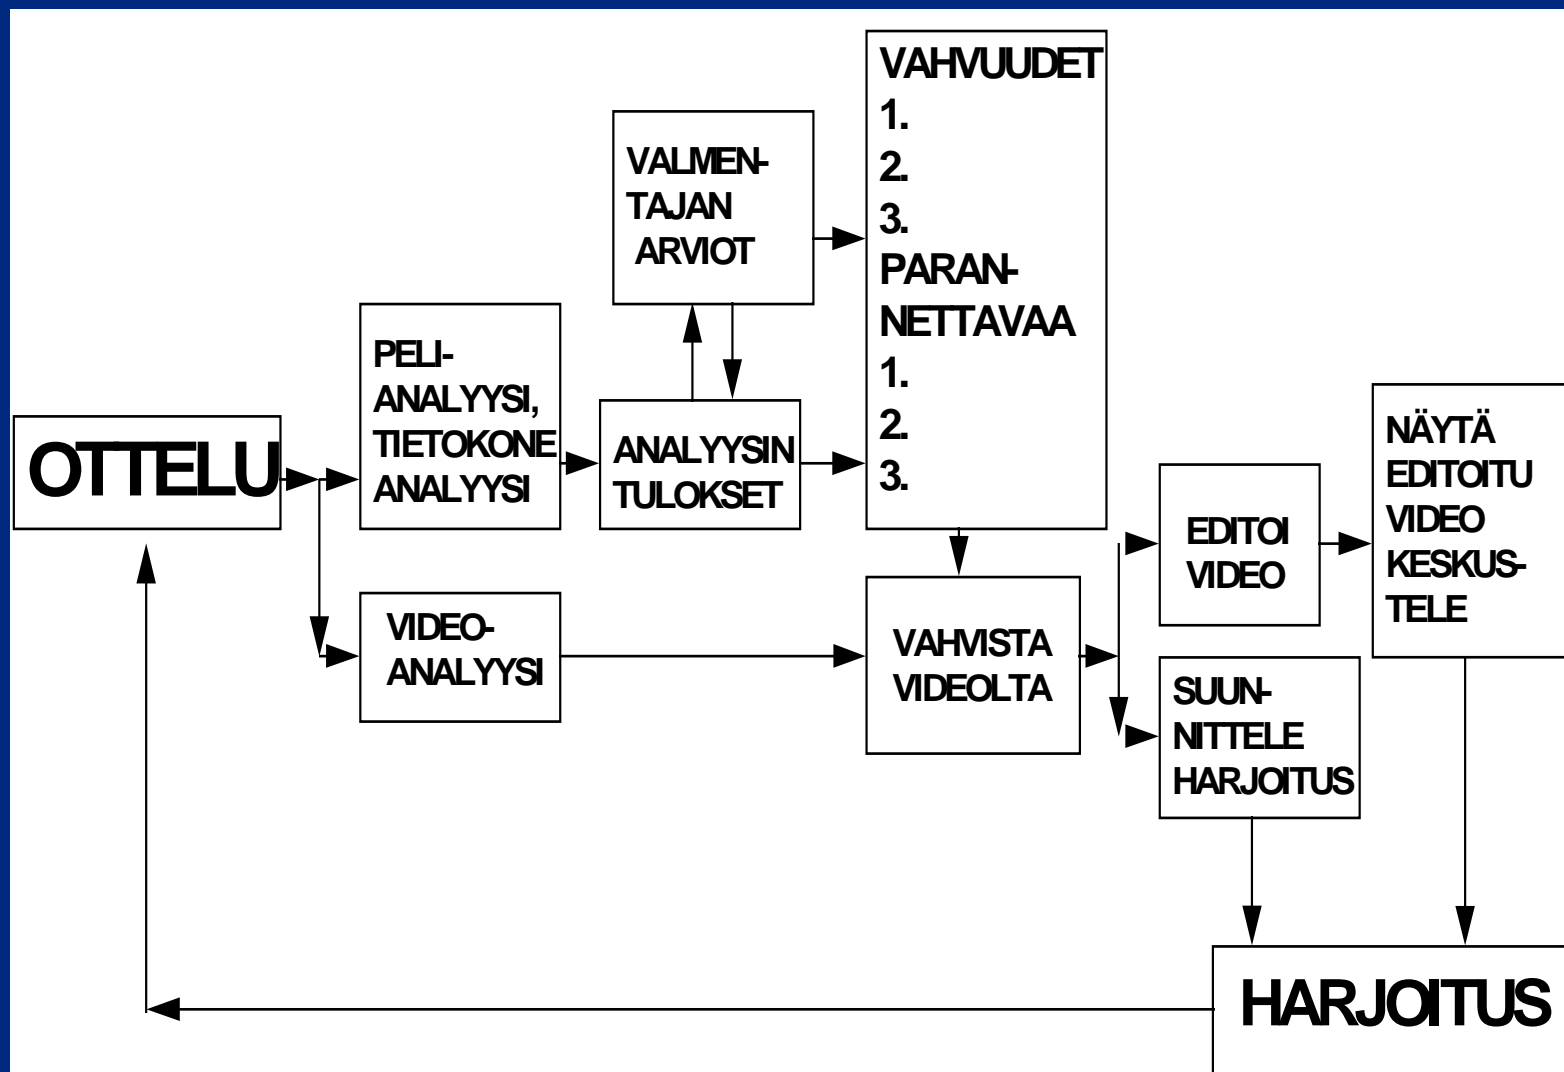 OTTELU
PELI-
ANALYYSI,
TIETOKONE
ANALYYSI
VIDEO-
ANALYYSI
VALMEN-
TAJAN
ARVIOT
ANALYYSIN
TULOKSET
VAHVUUDET
1.
2.
3.
PARAN-
NETTAVAA
1.
2.
3.
VAHVISTA
VIDEOLTA
EDITOI
VIDEO
SUUN-
NITTELE
HARJOITUS
NÄYTÄ
EDITOITU
VIDEO
KESKUS-
TELE
HARJOITUS